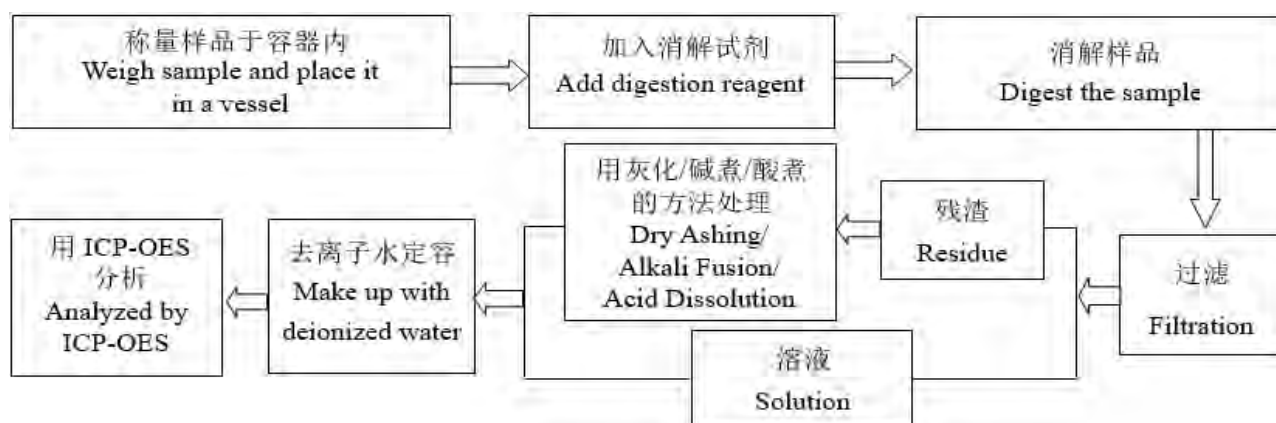 称量样品于容器内
Weigh sample and place it
in a vessel
加入消解试剂
Add digestion reagent
消解样品
Digest the sample
过滤
Filtration
残渣
Residue
溶液
Solution
用灰化/碱煮/酸煮
的方法处理
Dry Ashing/
Alkali Fusion/
Acid Dissolution
去离子水定容
Make up with
deionized water
用 ICP-OES
分析
Analyzed by
ICP-OES